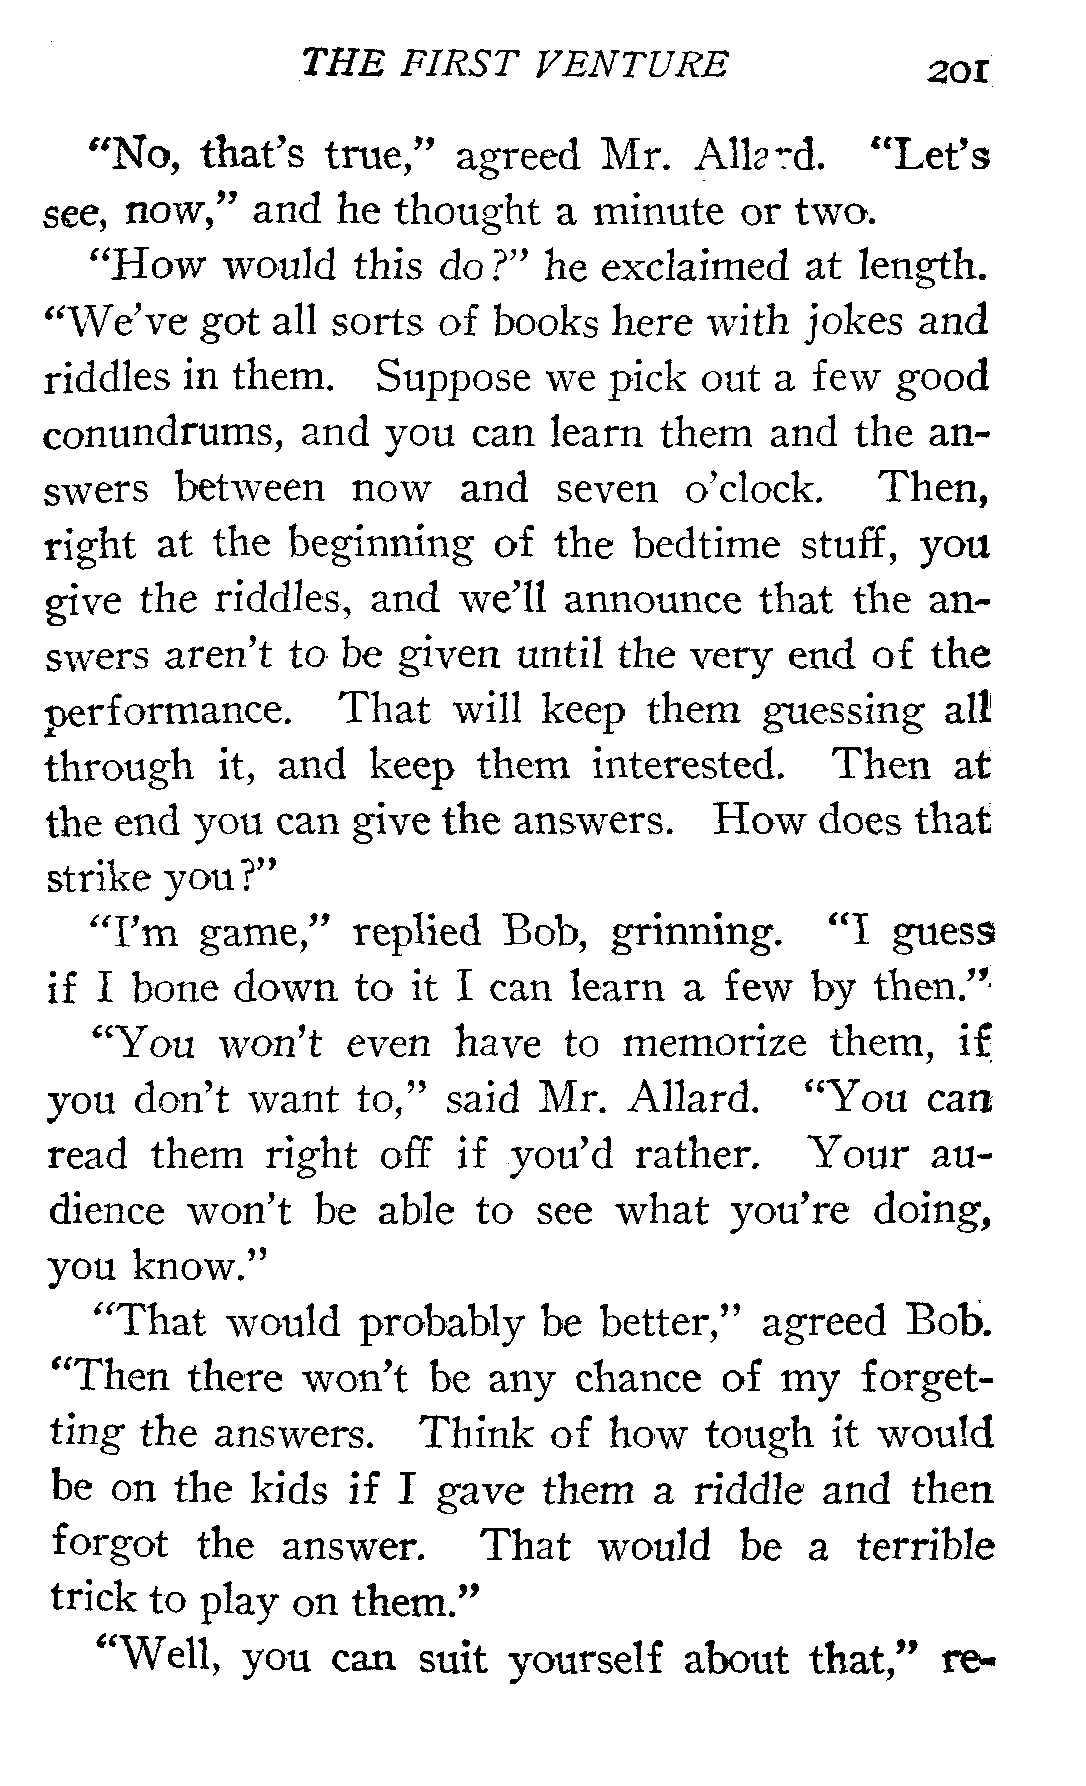 THE FIRST VENTURE 201
“No, that’s true,” agreed Mr. Allard. “Let’s
see, now,” and he thought a minute or two.
“How would this do?” he exclaimed at length.
“We’ve got all sorts of books here with jokes and
riddles in them. Suppose we pick out a few good
conundrums, and you can learn them and the an-
swers between now and seven o’clock. Then,
right at the beginning of the bedtime stuff, you
give the riddles, and we’ll announce that the an-
swers aren’t to be given until the very end of the
performance. That will keep them guessing all
through it, and keep them interested. Then at
the end you can give the answers. How does that
strike you?”
“I’m game,” replied Bob, grinning. “I guess
if I bone down to it I can learn a few by then.”
“You won’t even have to memorize them, if
you don’t want to,” said Mr. Allard. “You can
read them right off if you’d rather. Your au-
dience won’t be able to see what you’re doing,
you know.”
“That would probably be better,” agreed Bob.
“Then there won’t be any chance of my forget-
ting the answers. Think of how tough it would
be on the kids if I gave them a riddle and then
forgot the answer. That would be a terrible
trick to play on them.”
“Well, you can suit yourself about that,” re-